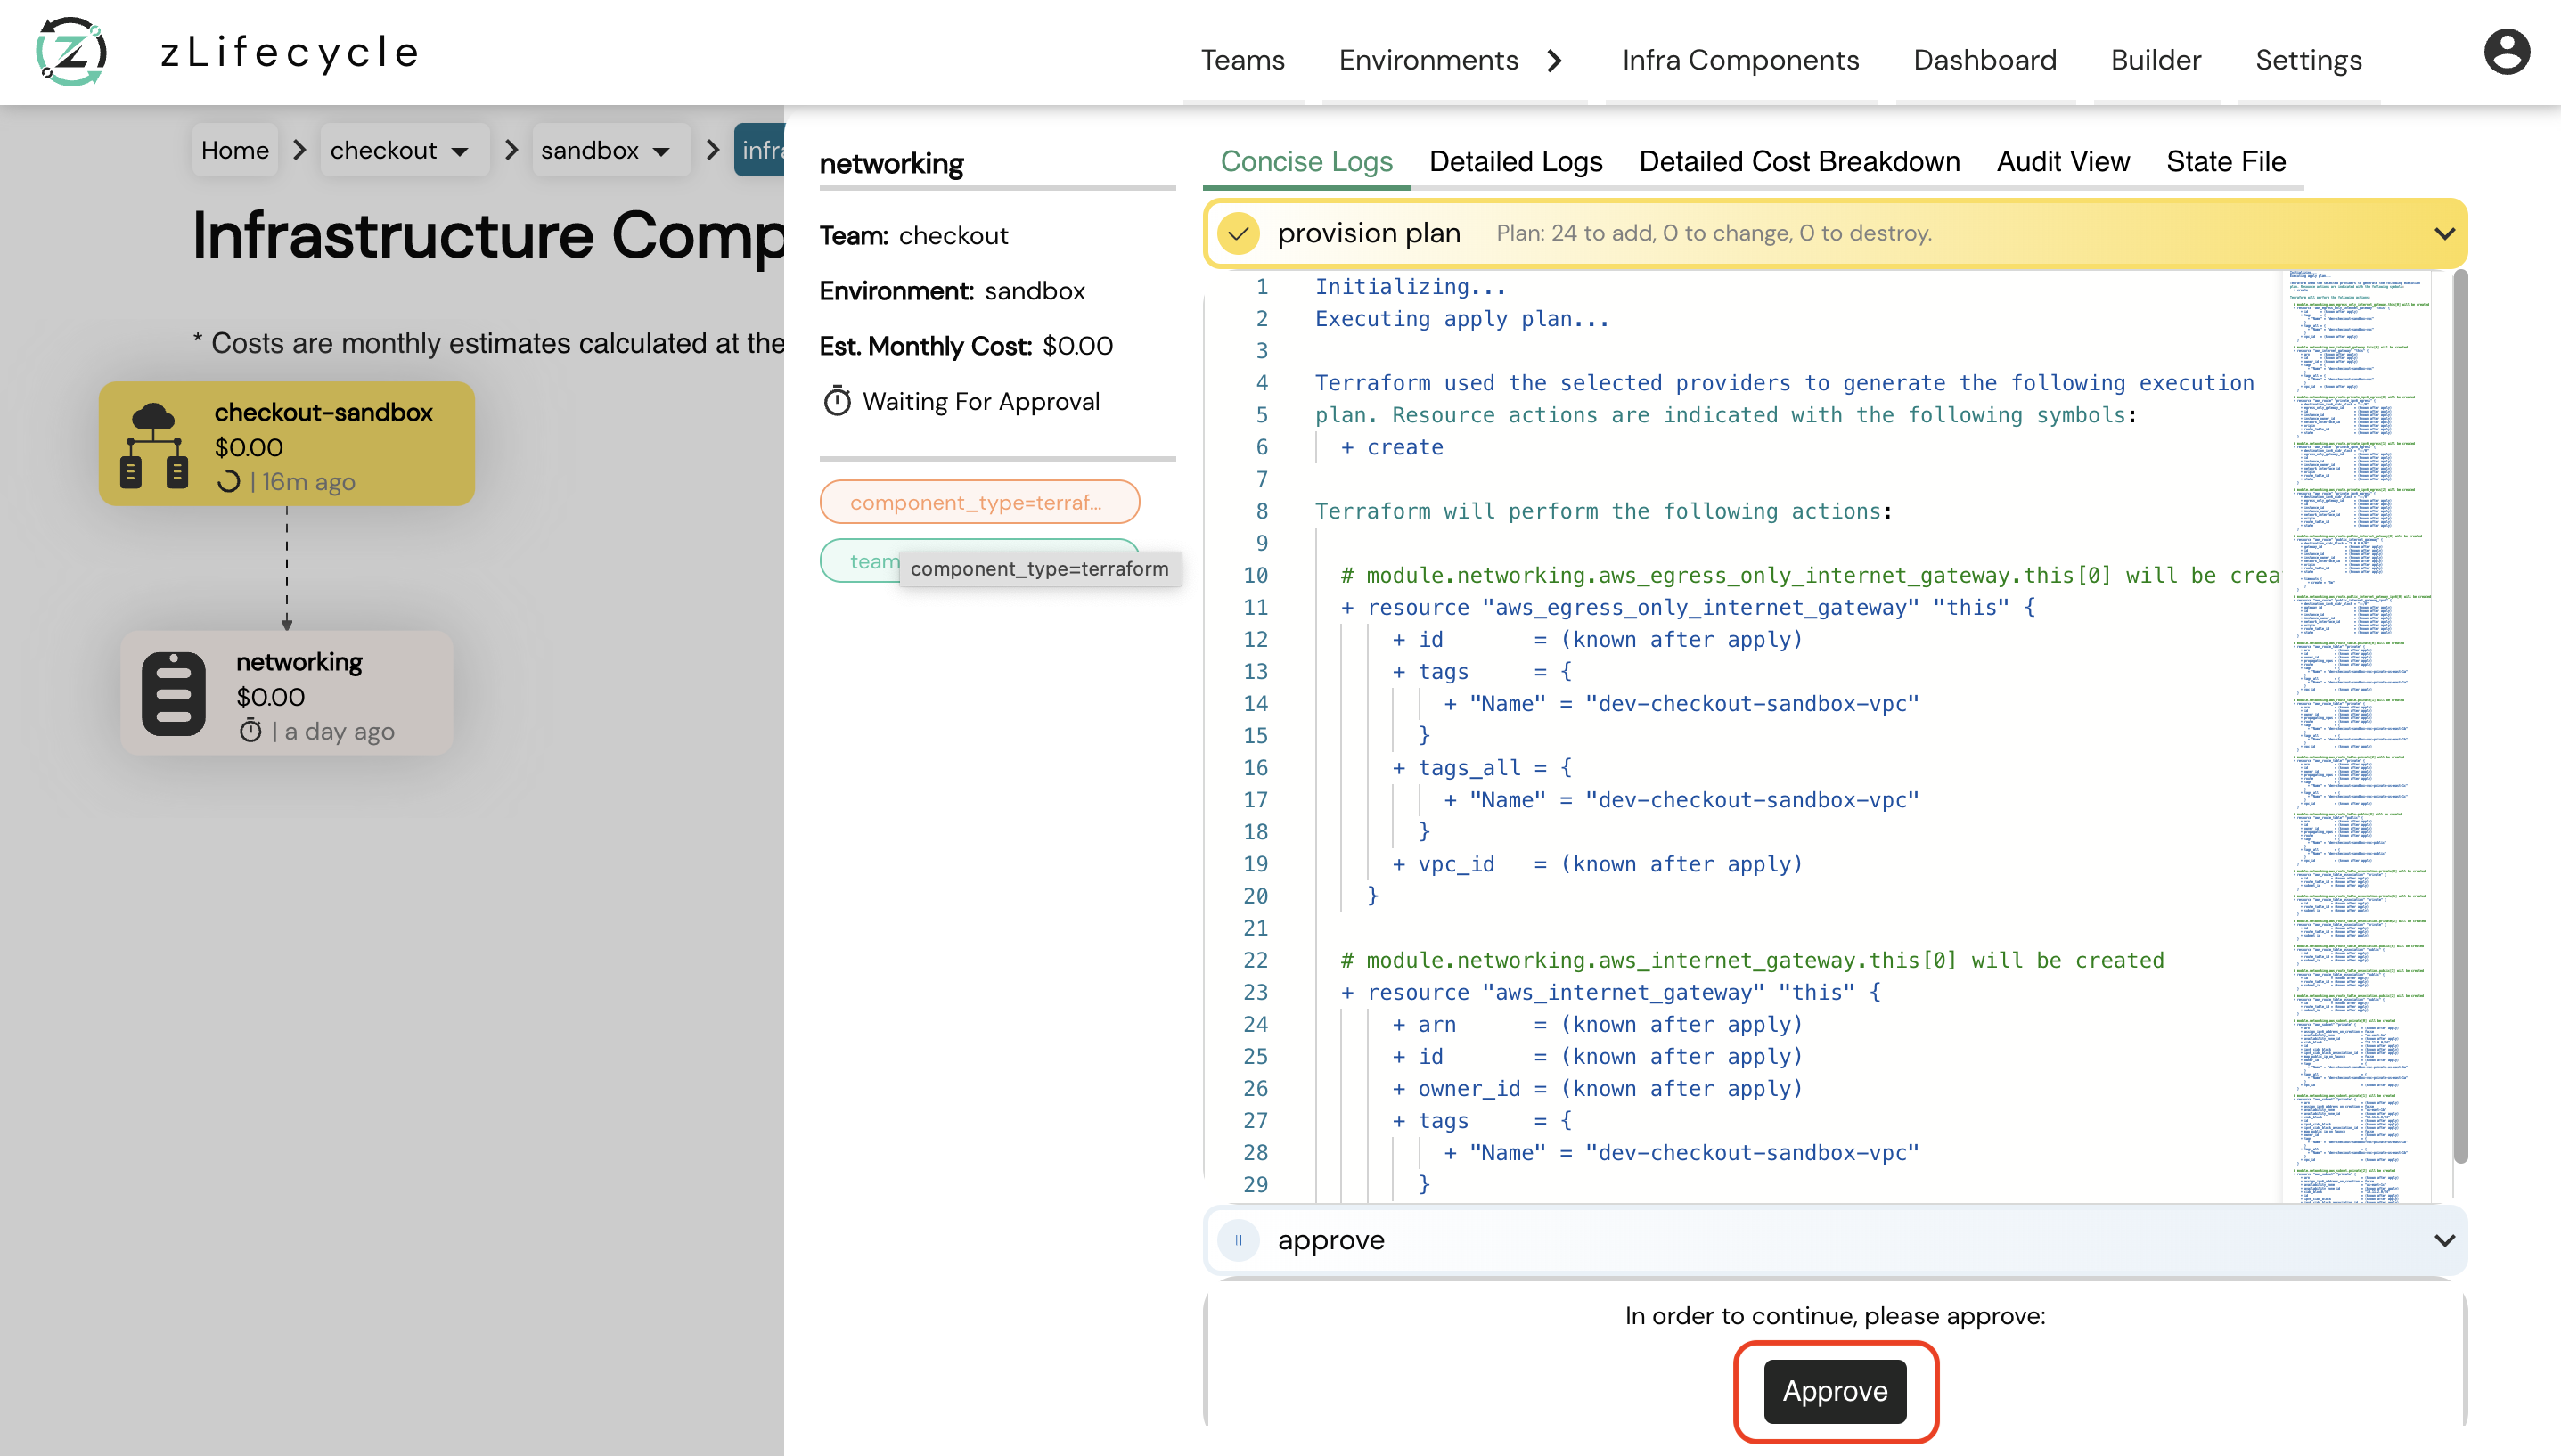 zLifecycle
Teams
Environments
Infra Components
Dashboard
Builder
Settings
Home
checkout
sandbox
infra
Infrastructure Comp
* Costs are monthly estimates calculated at the
checkout-sandbox
$0.00
| 16m ago
networking
$0.00
| a day ago
networking
Team: checkout
Environment: sandbox
Est. Monthly Cost: $0.00
Waiting For Approval
component_type=terraf...
team
component_type=terraform
Concise Logs
Detailed Logs
Detailed Cost Breakdown
Audit View
State File
provision plan Plan: 24 to add, 0 to change, 0 to destroy.
1 Initializing...
2 Executing apply plan...
3
4 Terraform used the selected providers to generate the following execution
5 plan. Resource actions are indicated with the following symbols:
6 + create
7
8 Terraform will perform the following actions:
9
10 # module.networking.aws_egress_only_internet_gateway.this[0] will be crea
11 + resource "aws_egress_only_internet_gateway" "this" {
12 + id = (known after apply)
13 + tags = {
14 + "Name" = "dev-checkout-sandbox-vpc"
15 }
16 + tags_all = {
17 + "Name" = "dev-checkout-sandbox-vpc"
18 }
19 + vpc_id = (known after apply)
20 }
21
22 # module.networking.aws_internet_gateway.this[0] will be created
23 + resource "aws_internet_gateway" "this" {
24 + arn = (known after apply)
25 + id = (known after apply)
26 + owner_id = (known after apply)
27 + tags = {
28 + "Name" = "dev-checkout-sandbox-vpc"
29 }
approve
In order to continue, please approve:
Approve